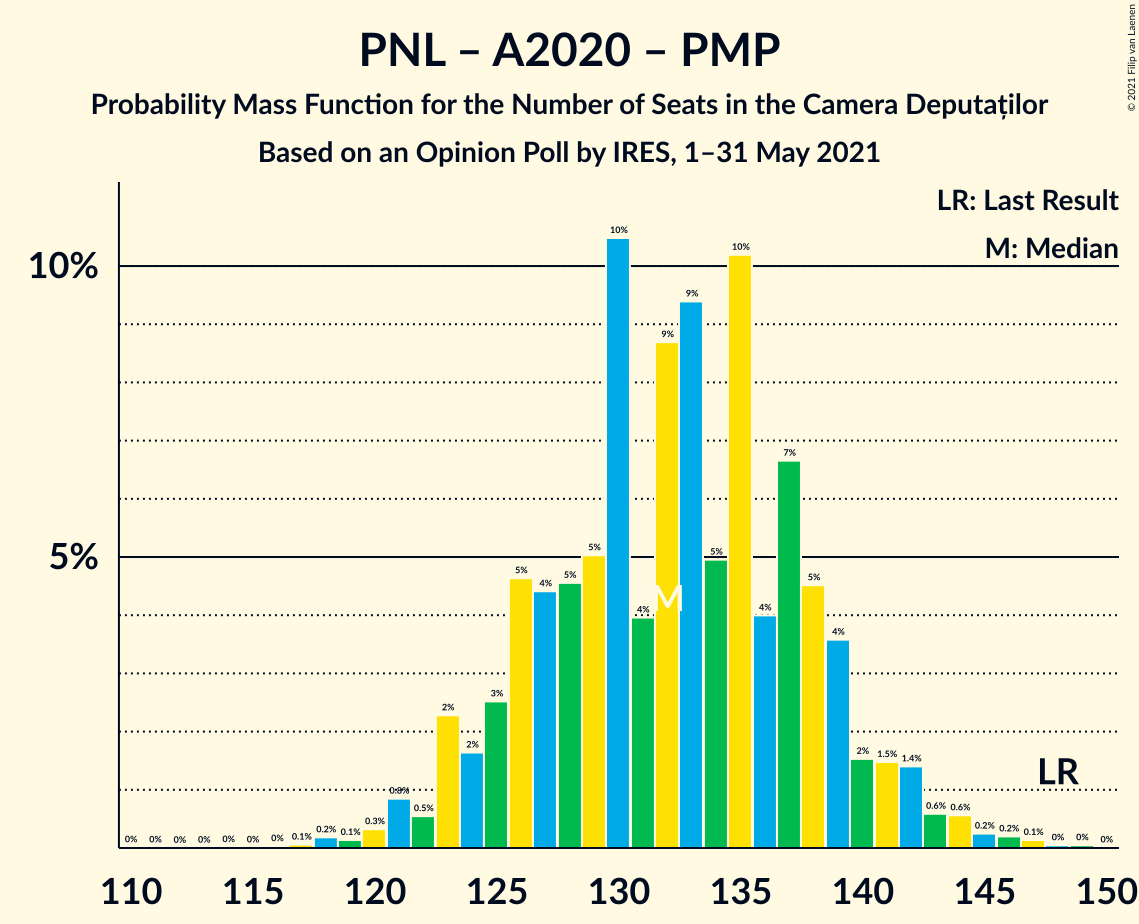 PNL – A2020 – PMP
Probability Mass Function for the Number of Seats in the Camera Deputaților
Based on an Opinion Poll by IRES, 1–31 May 2021
© 2021 Filip van Laenen
LR: Last Result
M: Median
10%
5%
0% 0% 0% 0% 0% 0% 0% 0.1% 0.2% 0.1% 0.3% 0.8% 0.5% 2% 2% 3% 5% 4% 5% 5% 10% 4% 9% 9% 5% 10% 4% 7% 5% 4% 2% 1.5% 1.4% 0.6% 0.6% 0.2% 0.2% 0.1% 0% 0% 0%
M
LR
110 115 120 125 130 135 140 145 150